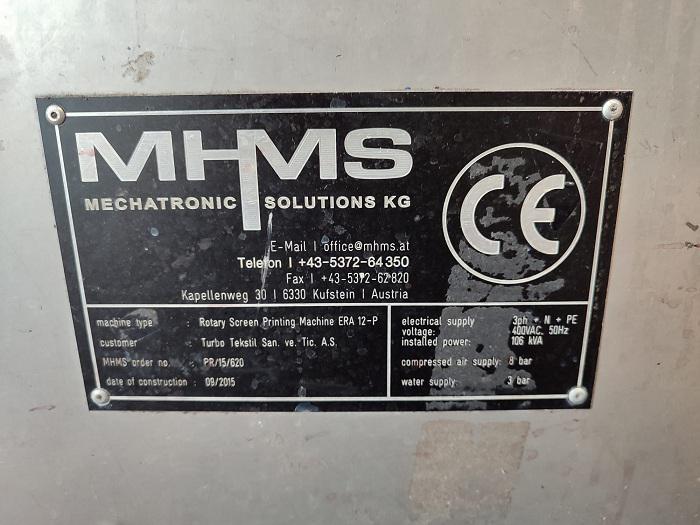 MHMS
MECHATRONIC SOLUTIONS KG
CE
E-Mail | office@mhms.at
Telefon | +43-5372-64350
Fax | +43-5372-62820
Kapellenweg 30 | 6330 Kufstein | Austria
machine type : Rotary Screen Printing Machine ERA 12-P
customer : Turbo Tekstil San. ve. Tic. A.S.
MHMS order no. : PR/15/620
date of construction : 09/2015
electrical supply 3ph + N + PE
voltage: 400VAC, 50Hz
installed power: 106 kVA
compressed air supply: 8 bar
water supply: 3 bar